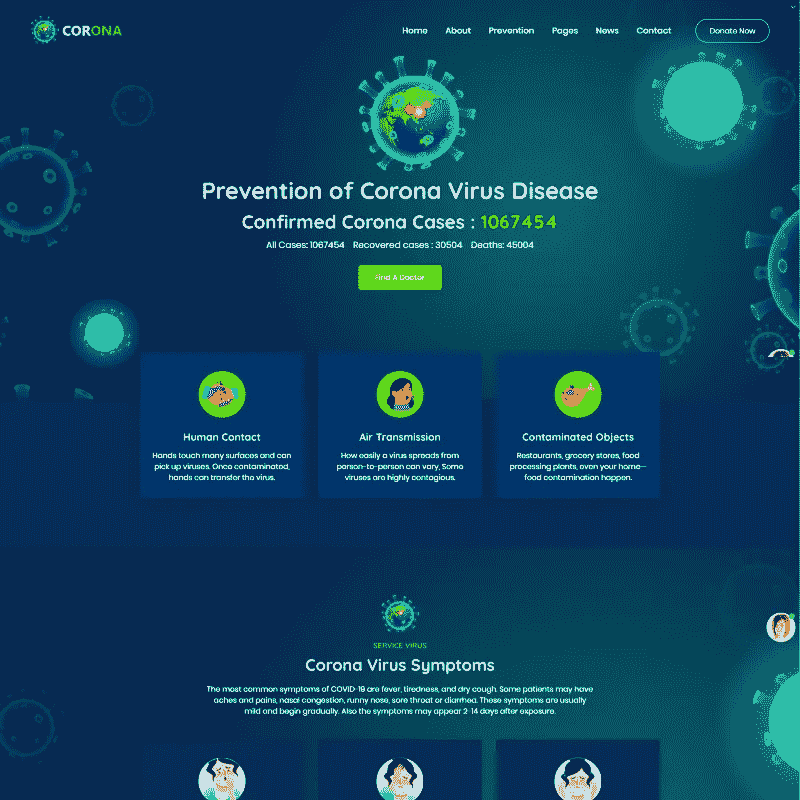 CORONA
Home About Prevention Pages News Contact Donate Now
Prevention of Corona Virus Disease
Confirmed Corona Cases : 1067454
All Cases: 1067454 Recovered cases : 30504 Deaths: 45004
Find A Doctor
Human Contact
Hands touch many surfaces and can
pick up viruses. Once contaminated,
hands can transfer the virus.
Air Transmission
How easily a virus spreads from
person-to-person can vary, Some
viruses are highly contagious.
Contaminated Objects
Restaurants, grocery stores, food
processing plants, even your home—
food contamination happen.
SERVICE VIRUS
Corona Virus Symptoms
The most common symptoms of COVID-19 are fever, tiredness, and dry cough. Some patients may have
aches and pains, nasal congestion, runny nose, sore throat or diarrhea. These symptoms are usually
mild and begin gradually. Also the symptoms may appear 2-14 days after exposure.